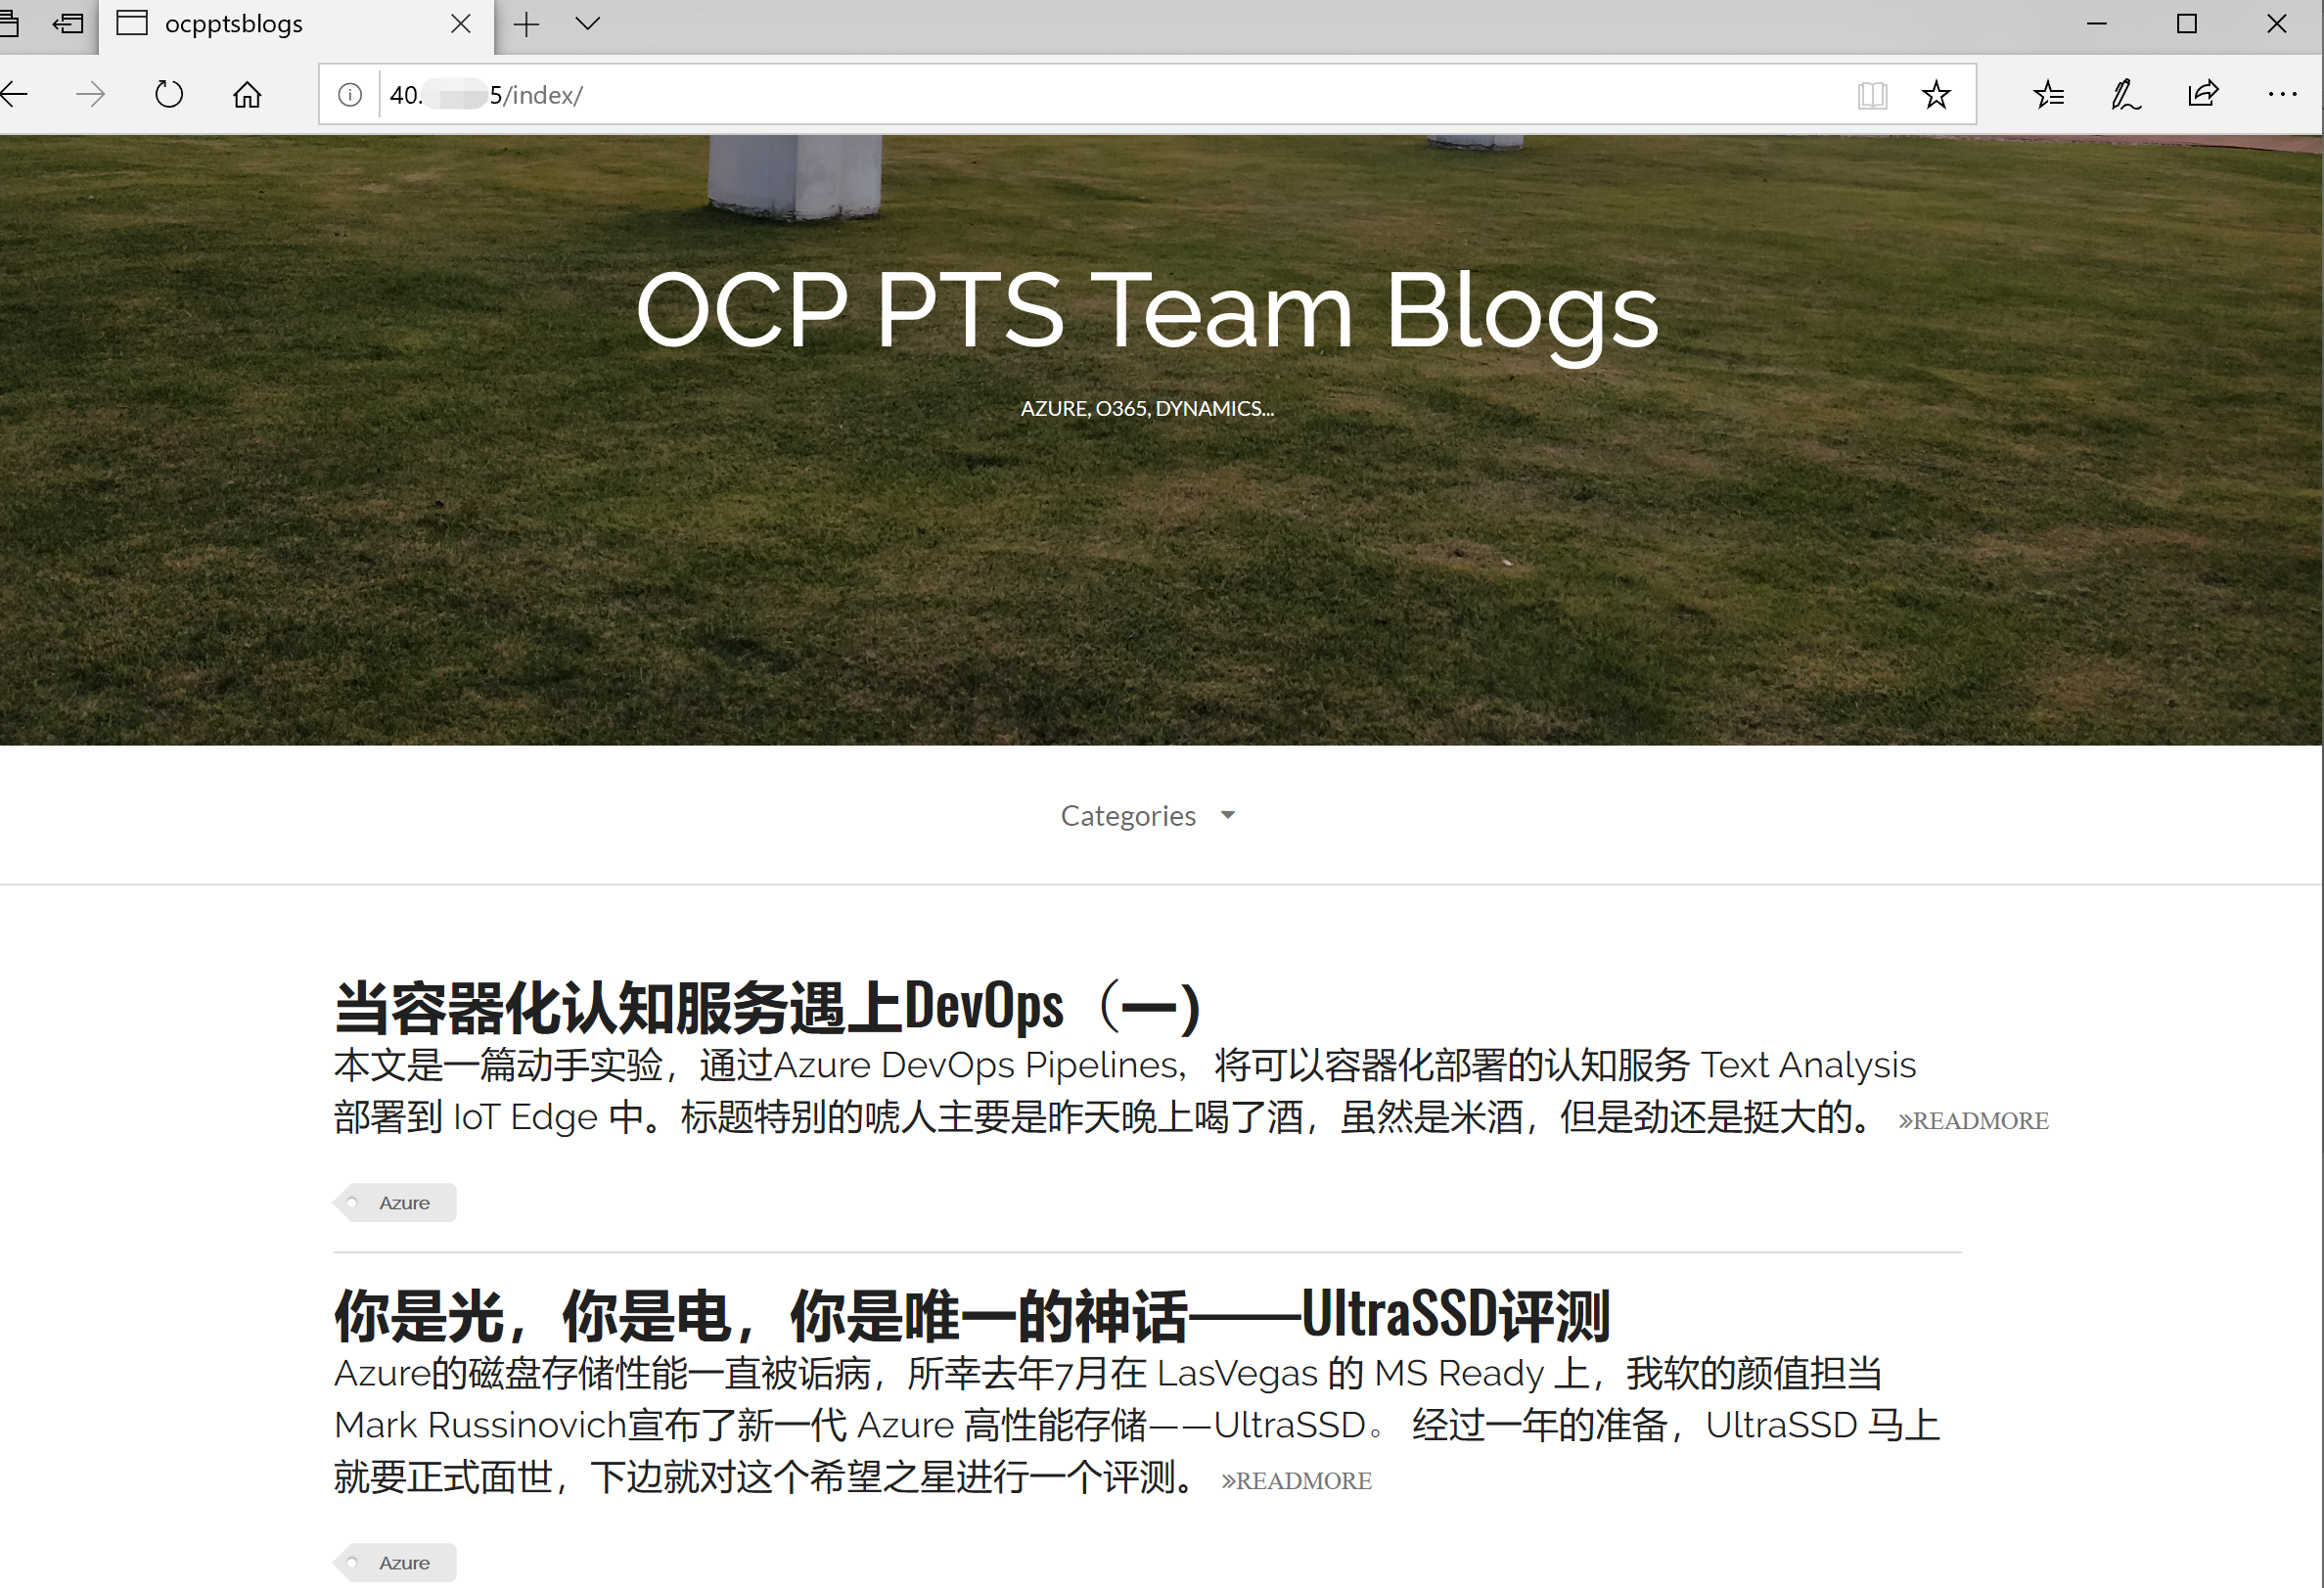 ocpptsblogs
40.
5/index/
OCP PTS Team Blogs
AZURE, O365, DYNAMICS...
Categories
当容器化认知服务遇上DevOps（一)
本文是一篇动手实验，通过Azure DevOps Pipelines，将可以容器化部署的认知服务 Text Analysis
部署到 IoT Edge 中。标题特别的唬人主要是昨天晚上喝了酒，虽然是米酒，但是劲还是挺大的。 »READMORE
Azure
你是光，你是电，你是唯一的神话——UltraSSD评测
Azure的磁盘存储性能一直被诟病，所幸去年7月在 LasVegas 的 MS Ready 上，我软的颜值担当
Mark Russinovich宣布了新一代 Azure 高性能存储——UltraSSD。 经过一年的准备，UltraSSD 马上
就要正式面世，下边就对这个希望之星进行一个评测。 »READMORE
Azure